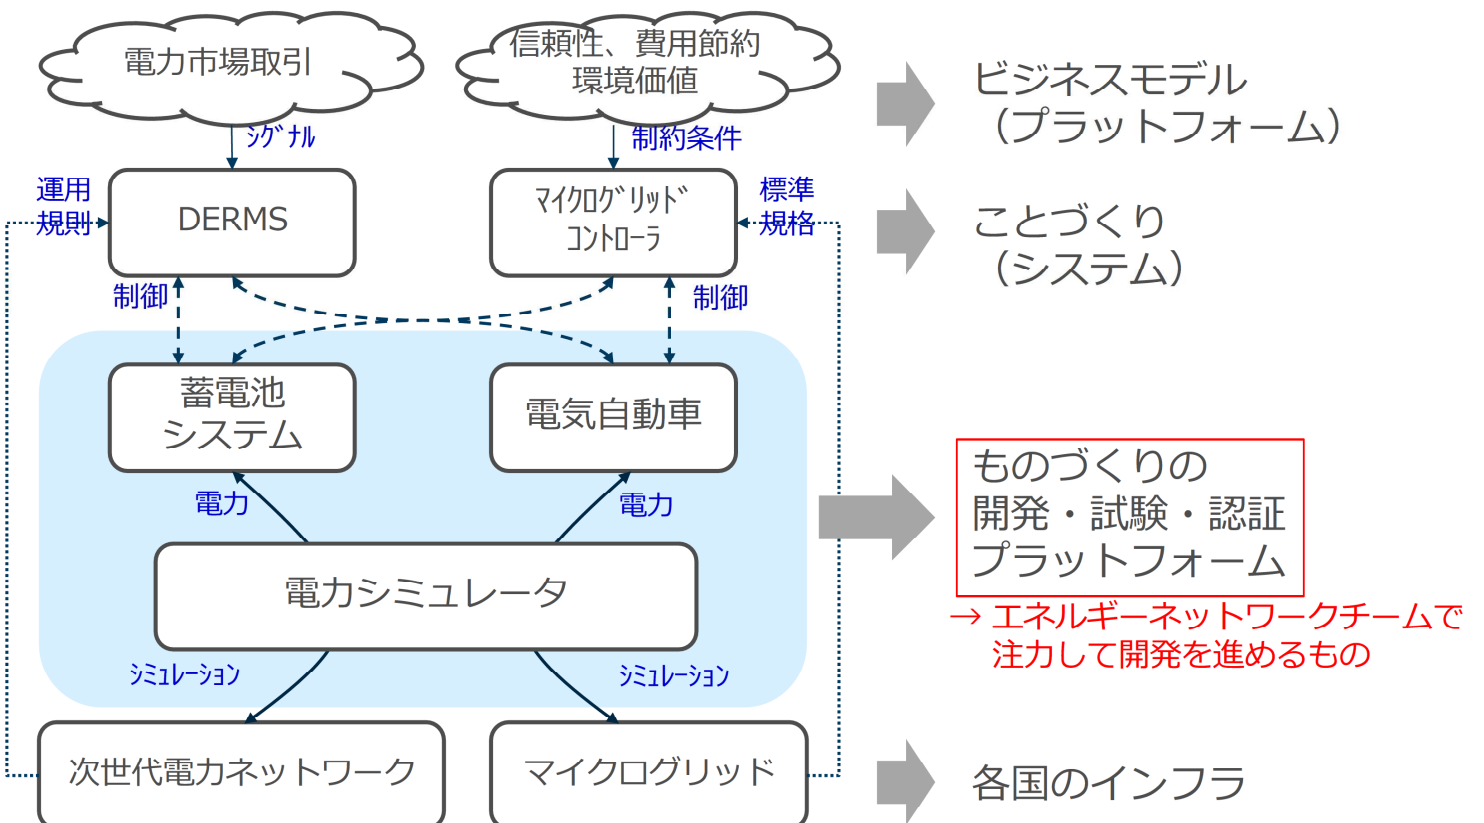 電力市場取引
信頼性、費用節約
環境価値
ビジネスモデル
（プラットフォーム）
ｼｸﾞﾅﾙ
制約条件
運用
規則
DERMS
ﾏｲｸﾛｸﾞﾘｯﾄﾞ
ｺﾝﾄﾛｰﾗ
標準
規格
ことづくり
（システム）
制御
制御
蓄電池
システム
電気自動車
電力
電力
電力シミュレータ
ものづくりの
開発・試験・認証
プラットフォーム
→ エネルギーネットワークチームで
注力して開発を進めるもの
ｼﾐｭﾚｰｼｮﾝ
ｼﾐｭﾚｰｼｮﾝ
次世代電力ネットワーク
マイクログリッド
各国のインフラ